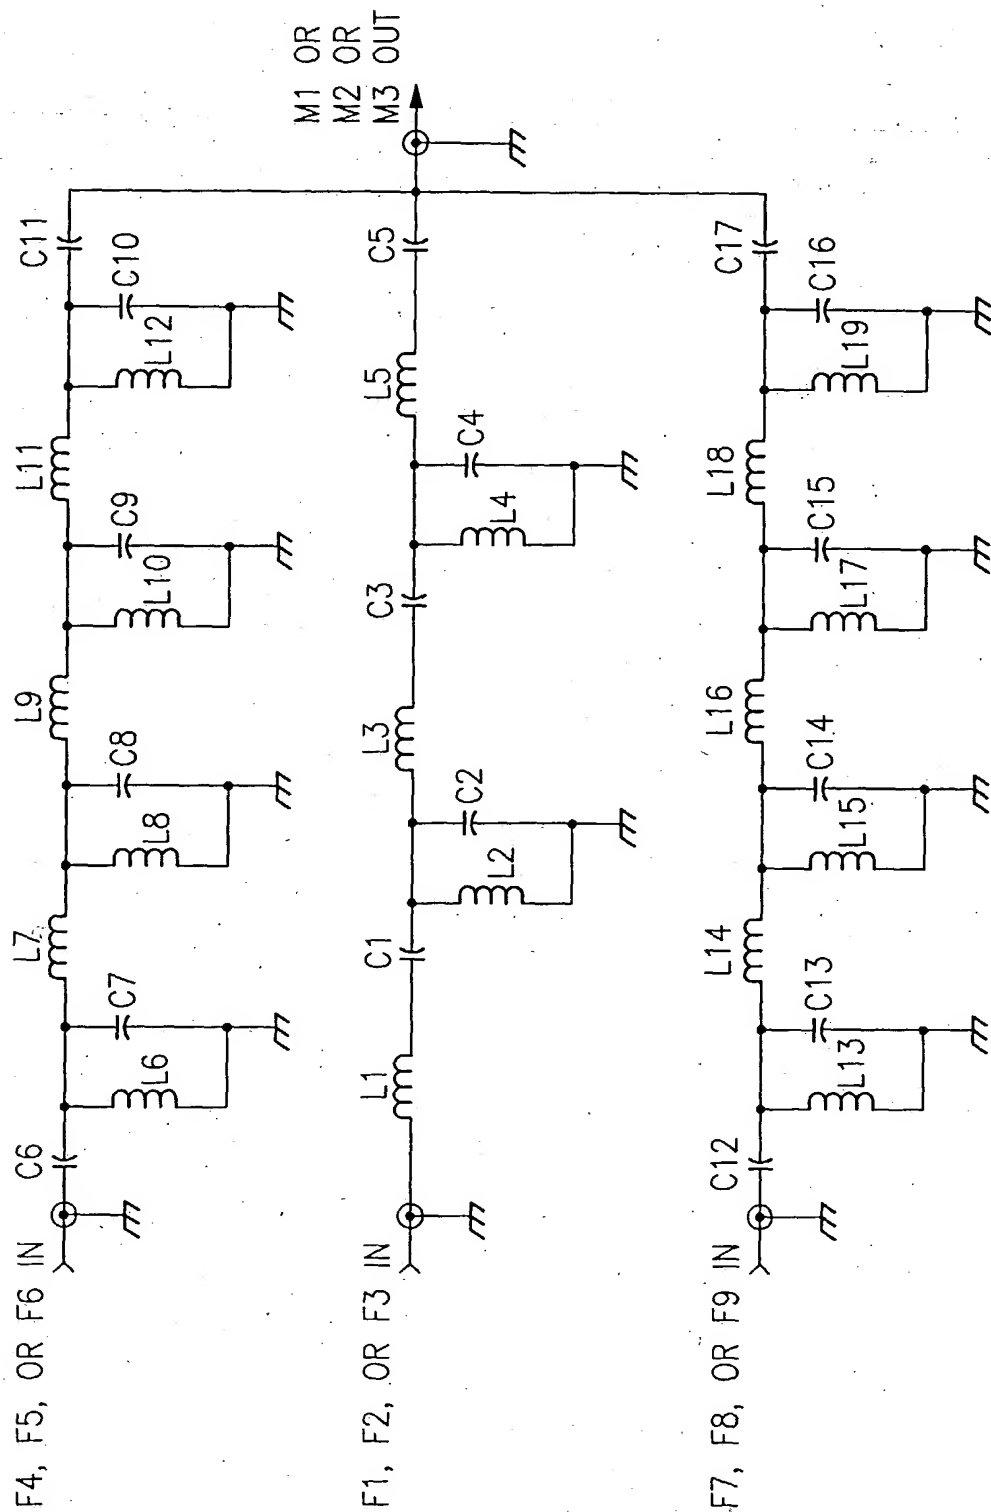 F4, F5, OR F6 IN
C6
L6
C7
L7
L8
C8
L9
L10
C9
L11
L12
C10
C11
F1, F2, OR F3 IN
L1
C1
L2
C2
L3
C3
L4
C4
L5
C5
M1 OR
M2 OR
M3 OUT
F7, F8, OR F9 IN
C12
L13
C13
L14
L15
C14
L16
L17
C15
L18
L19
C16
C17